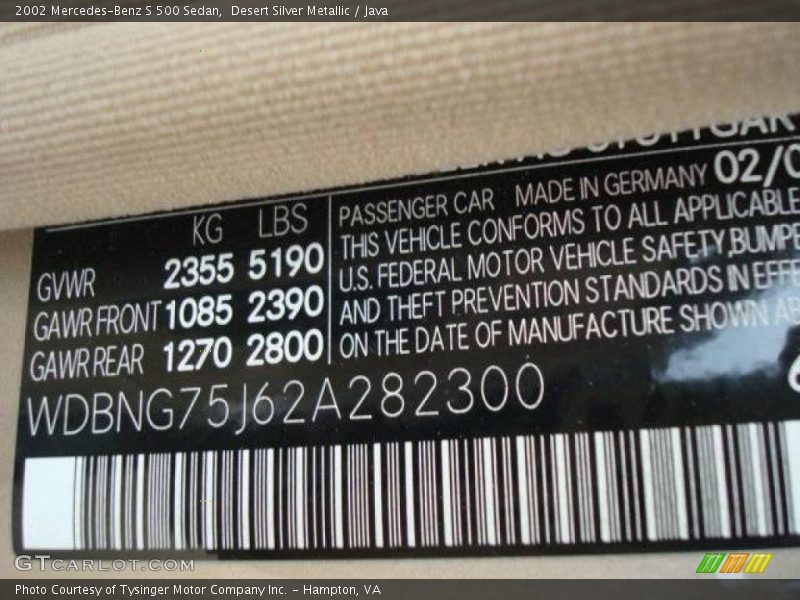 2002 Mercedes-Benz S 500 Sedan,  Desert Silver Metallic / Java
KG LBS
GVWR 2355 5190
GAWR FRONT 1085 2390
GAWR REAR 1270 2800
PASSENGER CAR MADE IN GERMANY 02/0
THIS VEHICLE CONFORMS TO ALL APPLICABLE
U.S. FEDERAL MOTOR VEHICLE SAFETY, BUMPE
AND THEFT PREVENTION STANDARDS IN EFFE
ON THE DATE OF MANUFACTURE SHOWN AB
WDBNG75J62A282300
GTCARLOT.COM
Photo Courtesy of Tysinger Motor Company Inc. - Hampton, VA